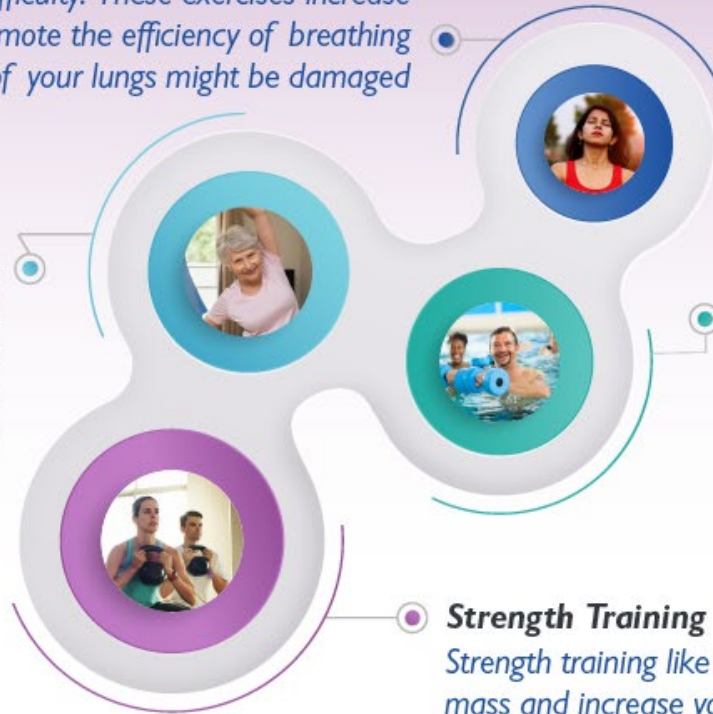 These exercises increase
the efficiency of breathing
of your lungs might be damaged
Strength Training
Strength training like
mass and increase